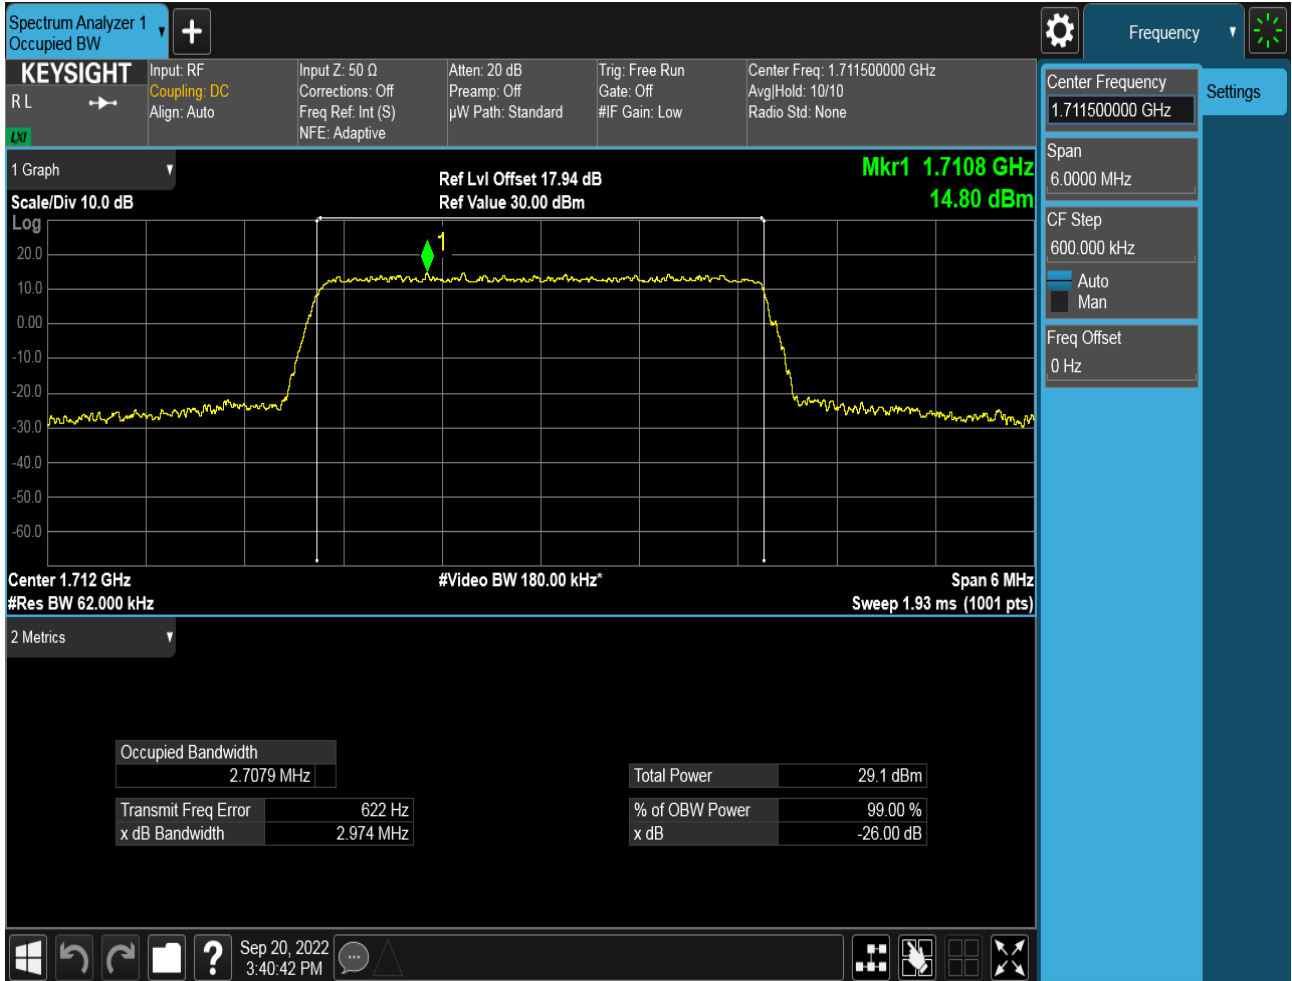 Spectrum Analyzer 1
Occupied BW
+
Frequency
KEYSIGHT
R L
LXI
Input: RF
Coupling: DC
Align: Auto
Input Z: 50 Ω
Corrections: Off
Freq Ref: Int (S)
NFE: Adaptive
Atten: 20 dB
Preamp: Off
µW Path: Standard
Trig: Free Run
Gate: Off
#IF Gain: Low
Center Freq: 1.711500000 GHz
Avg|Hold: 10/10
Radio Std: None
Center Frequency
1.711500000 GHz
Settings
Span
6.0000 MHz
CF Step
600.000 kHz
Auto
Man
Freq Offset
0 Hz
1 Graph
Scale/Div 10.0 dB
Ref Lvl Offset 17.94 dB
Ref Value 30.00 dBm
Mkr1 1.7108 GHz
14.80 dBm
Log
1
20.0
10.0
0.00
-10.0
-20.0
-30.0
-40.0
-50.0
-60.0
Center 1.712 GHz
#Video BW 180.00 kHz*
Span 6 MHz
#Res BW 62.000 kHz
Sweep 1.93 ms (1001 pts)
2 Metrics
Occupied Bandwidth
2.7079 MHz
Total Power 29.1 dBm
Transmit Freq Error 622 Hz
% of OBW Power 99.00 %
x dB Bandwidth 2.974 MHz
x dB -26.00 dB
?
Sep 20, 2022
3:40:42 PM